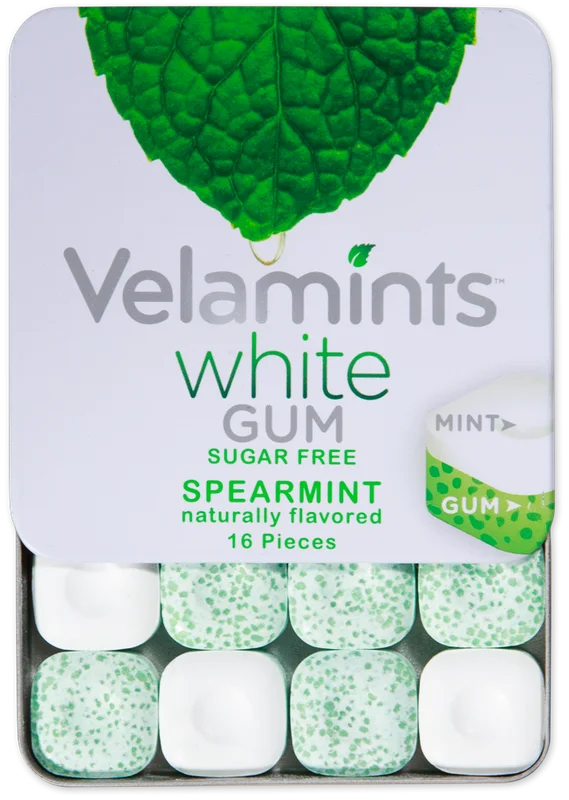 Velamints™
white
GUM
SUGAR FREE
SPEARMINT
naturally flavored
16 Pieces
MINT➤
GUM➤